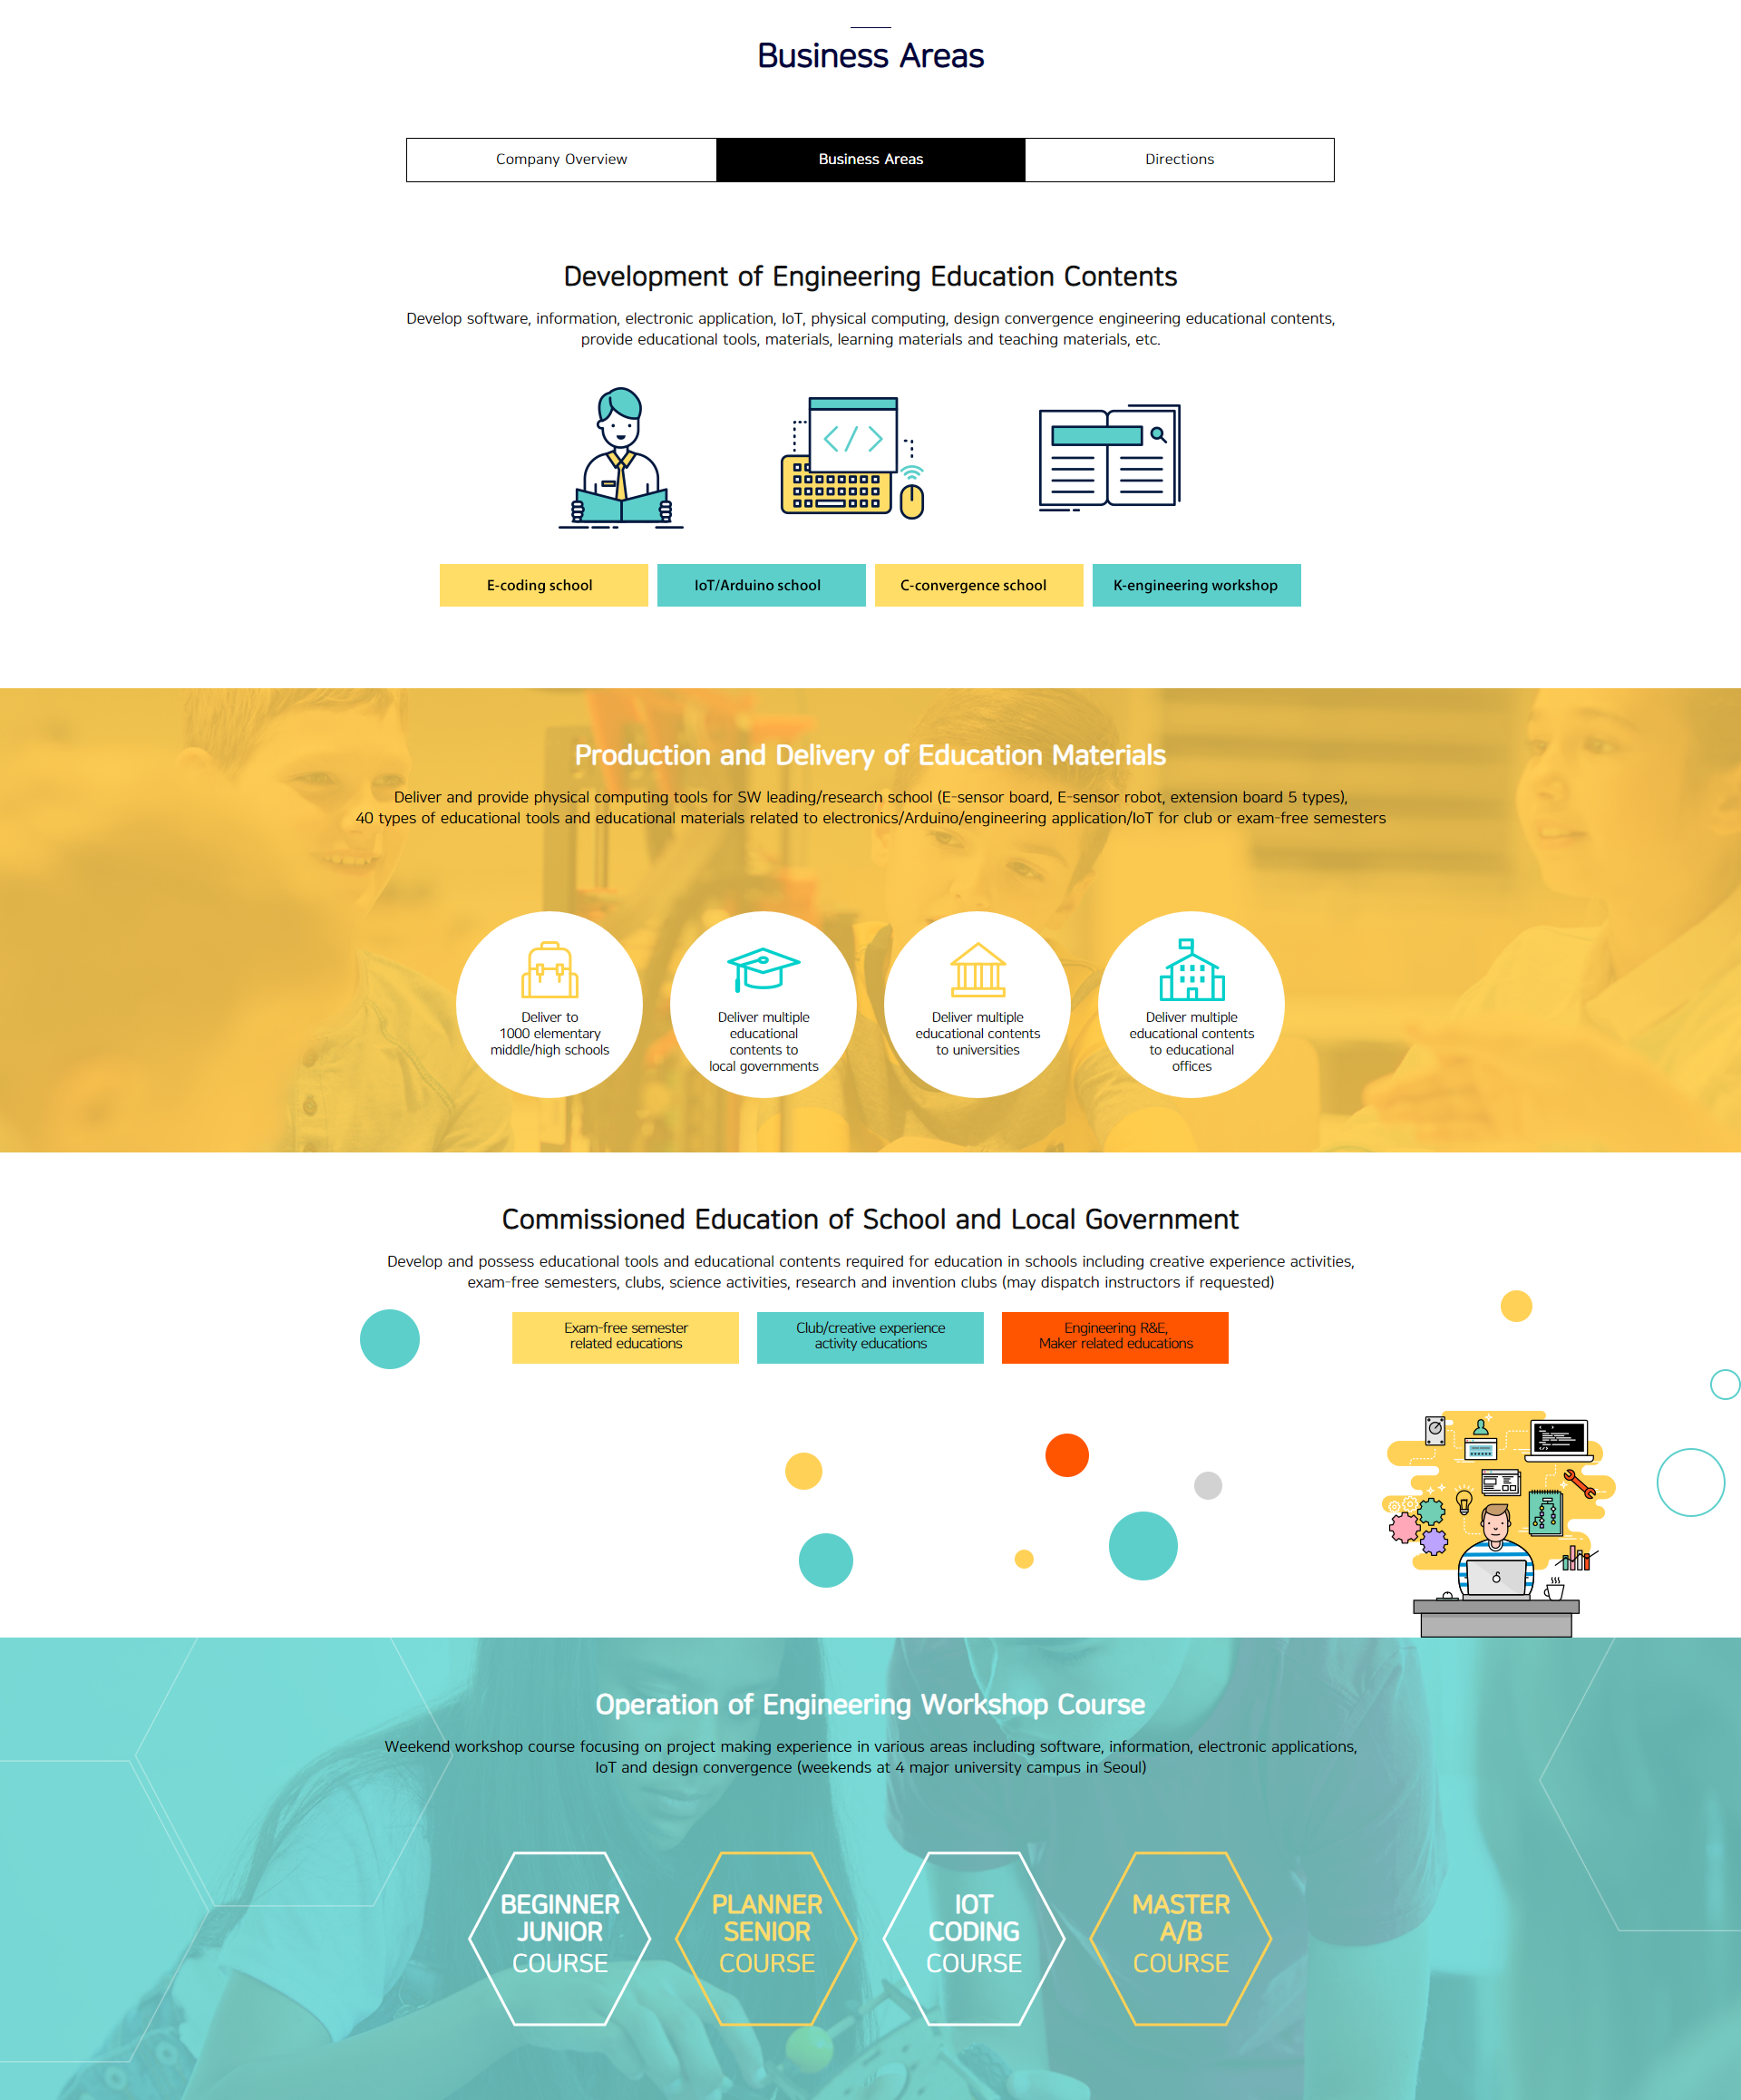 Business Areas
Company Overview
Business Areas
Directions
Development of Engineering Education Contents
Develop software, information, electronic application, IoT, physical computing, design convergence engineering educational contents,
provide educational tools, materials, learning materials and teaching materials, etc.
</>
E-coding school
IoT/Arduino school
C-convergence school
K-engineering workshop
Production and Delivery of Education Materials
Deliver and provide physical computing tools for SW leading/research school (E-sensor board, E-sensor robot, extension board 5 types),
40 types of educational tools and educational materials related to electronics/Arduino/engineering application/IoT for club or exam-free semesters
Deliver to
1000 elementary
middle/high schools
Deliver multiple
educational
contents to
local governments
Deliver multiple
educational contents
to universities
Deliver multiple
educational contents
to educational
offices
Commissioned Education of School and Local Government
Develop and possess educational tools and educational contents required for education in schools including creative experience activities,
exam-free semesters, clubs, science activities, research and invention clubs (may dispatch instructors if requested)
Exam-free semester
related educations
Club/creative experience
activity educations
Engineering R&E,
Maker related educations
Operation of Engineering Workshop Course
Weekend workshop course focusing on project making experience in various areas including software, information, electronic applications,
IoT and design convergence (weekends at 4 major university campus in Seoul)
BEGINNER
JUNIOR
COURSE
PLANNER
SENIOR
COURSE
IOT
CODING
COURSE
MASTER
A/B
COURSE